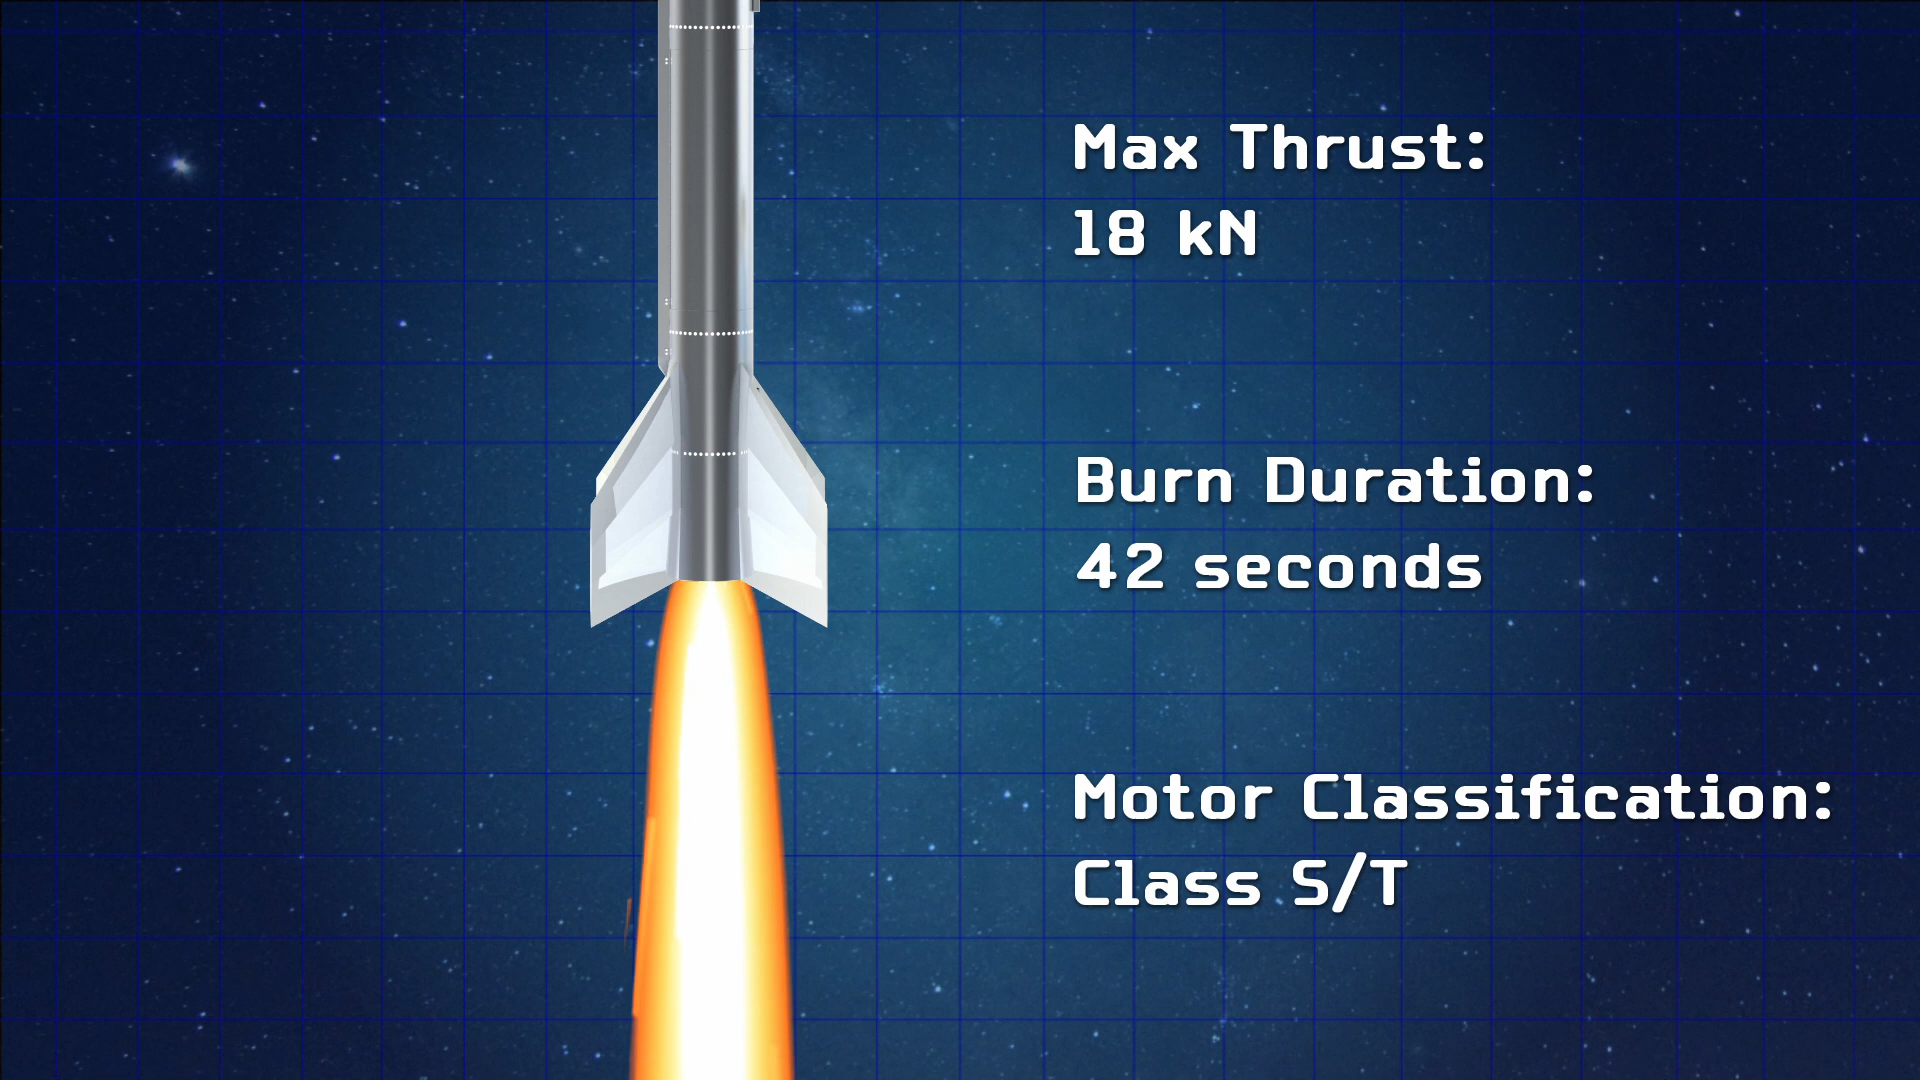 Max Thrust:
18 kN
Burn Duration:
42 seconds
Motor Classification:
Class S/T